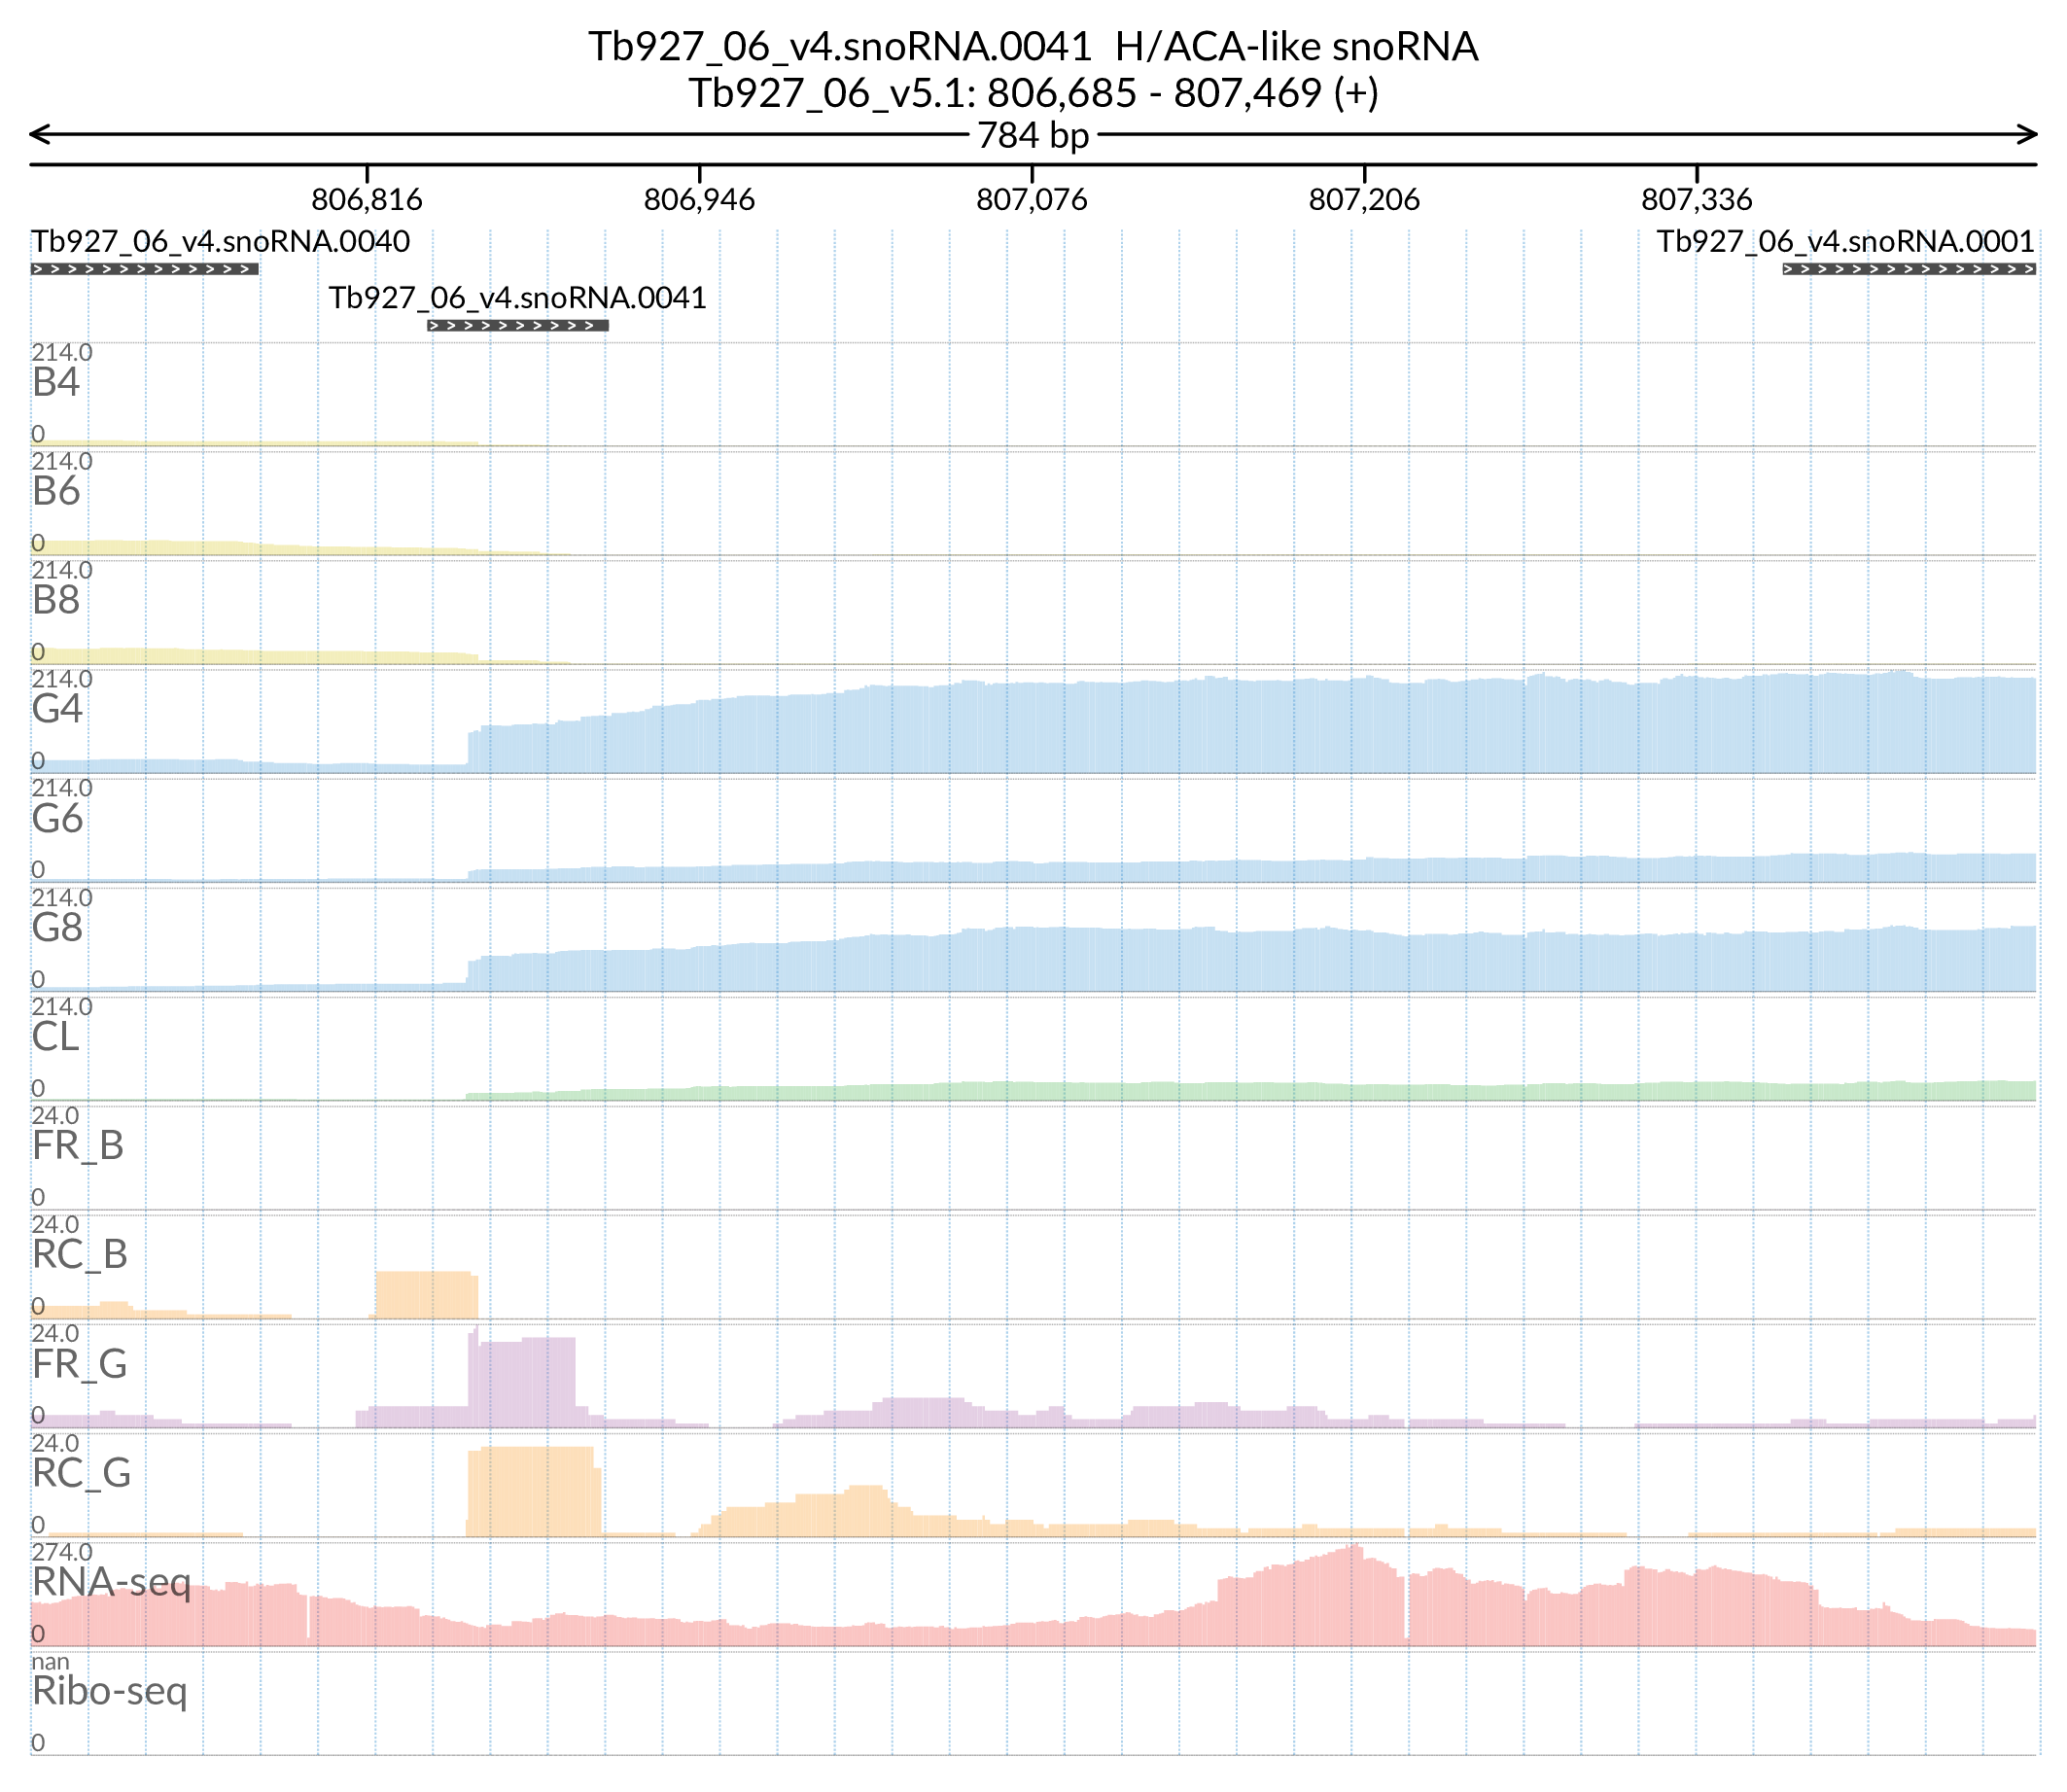 Tb927_06_v4.snoRNA.0041 H/ACA-like snoRNA
Tb927_06_v5.1: 806,685 - 807,469 (+)
784 bp
806,816 806,946 807,076 807,206 807,336
Tb927_06_v4.snoRNA.0040 Tb927_06_v4.snoRNA.0001
Tb927_06_v4.snoRNA.0041
214.0
B4
0
214.0
B6
0
214.0
B8
0
214.0
G4
0
214.0
G6
0
214.0
G8
0
214.0
CL
0
24.0
FR_B
0
24.0
RC_B
0
24.0
FR_G
0
24.0
RC_G
0
274.0
RNA-seq
0
nan
Ribo-seq
0